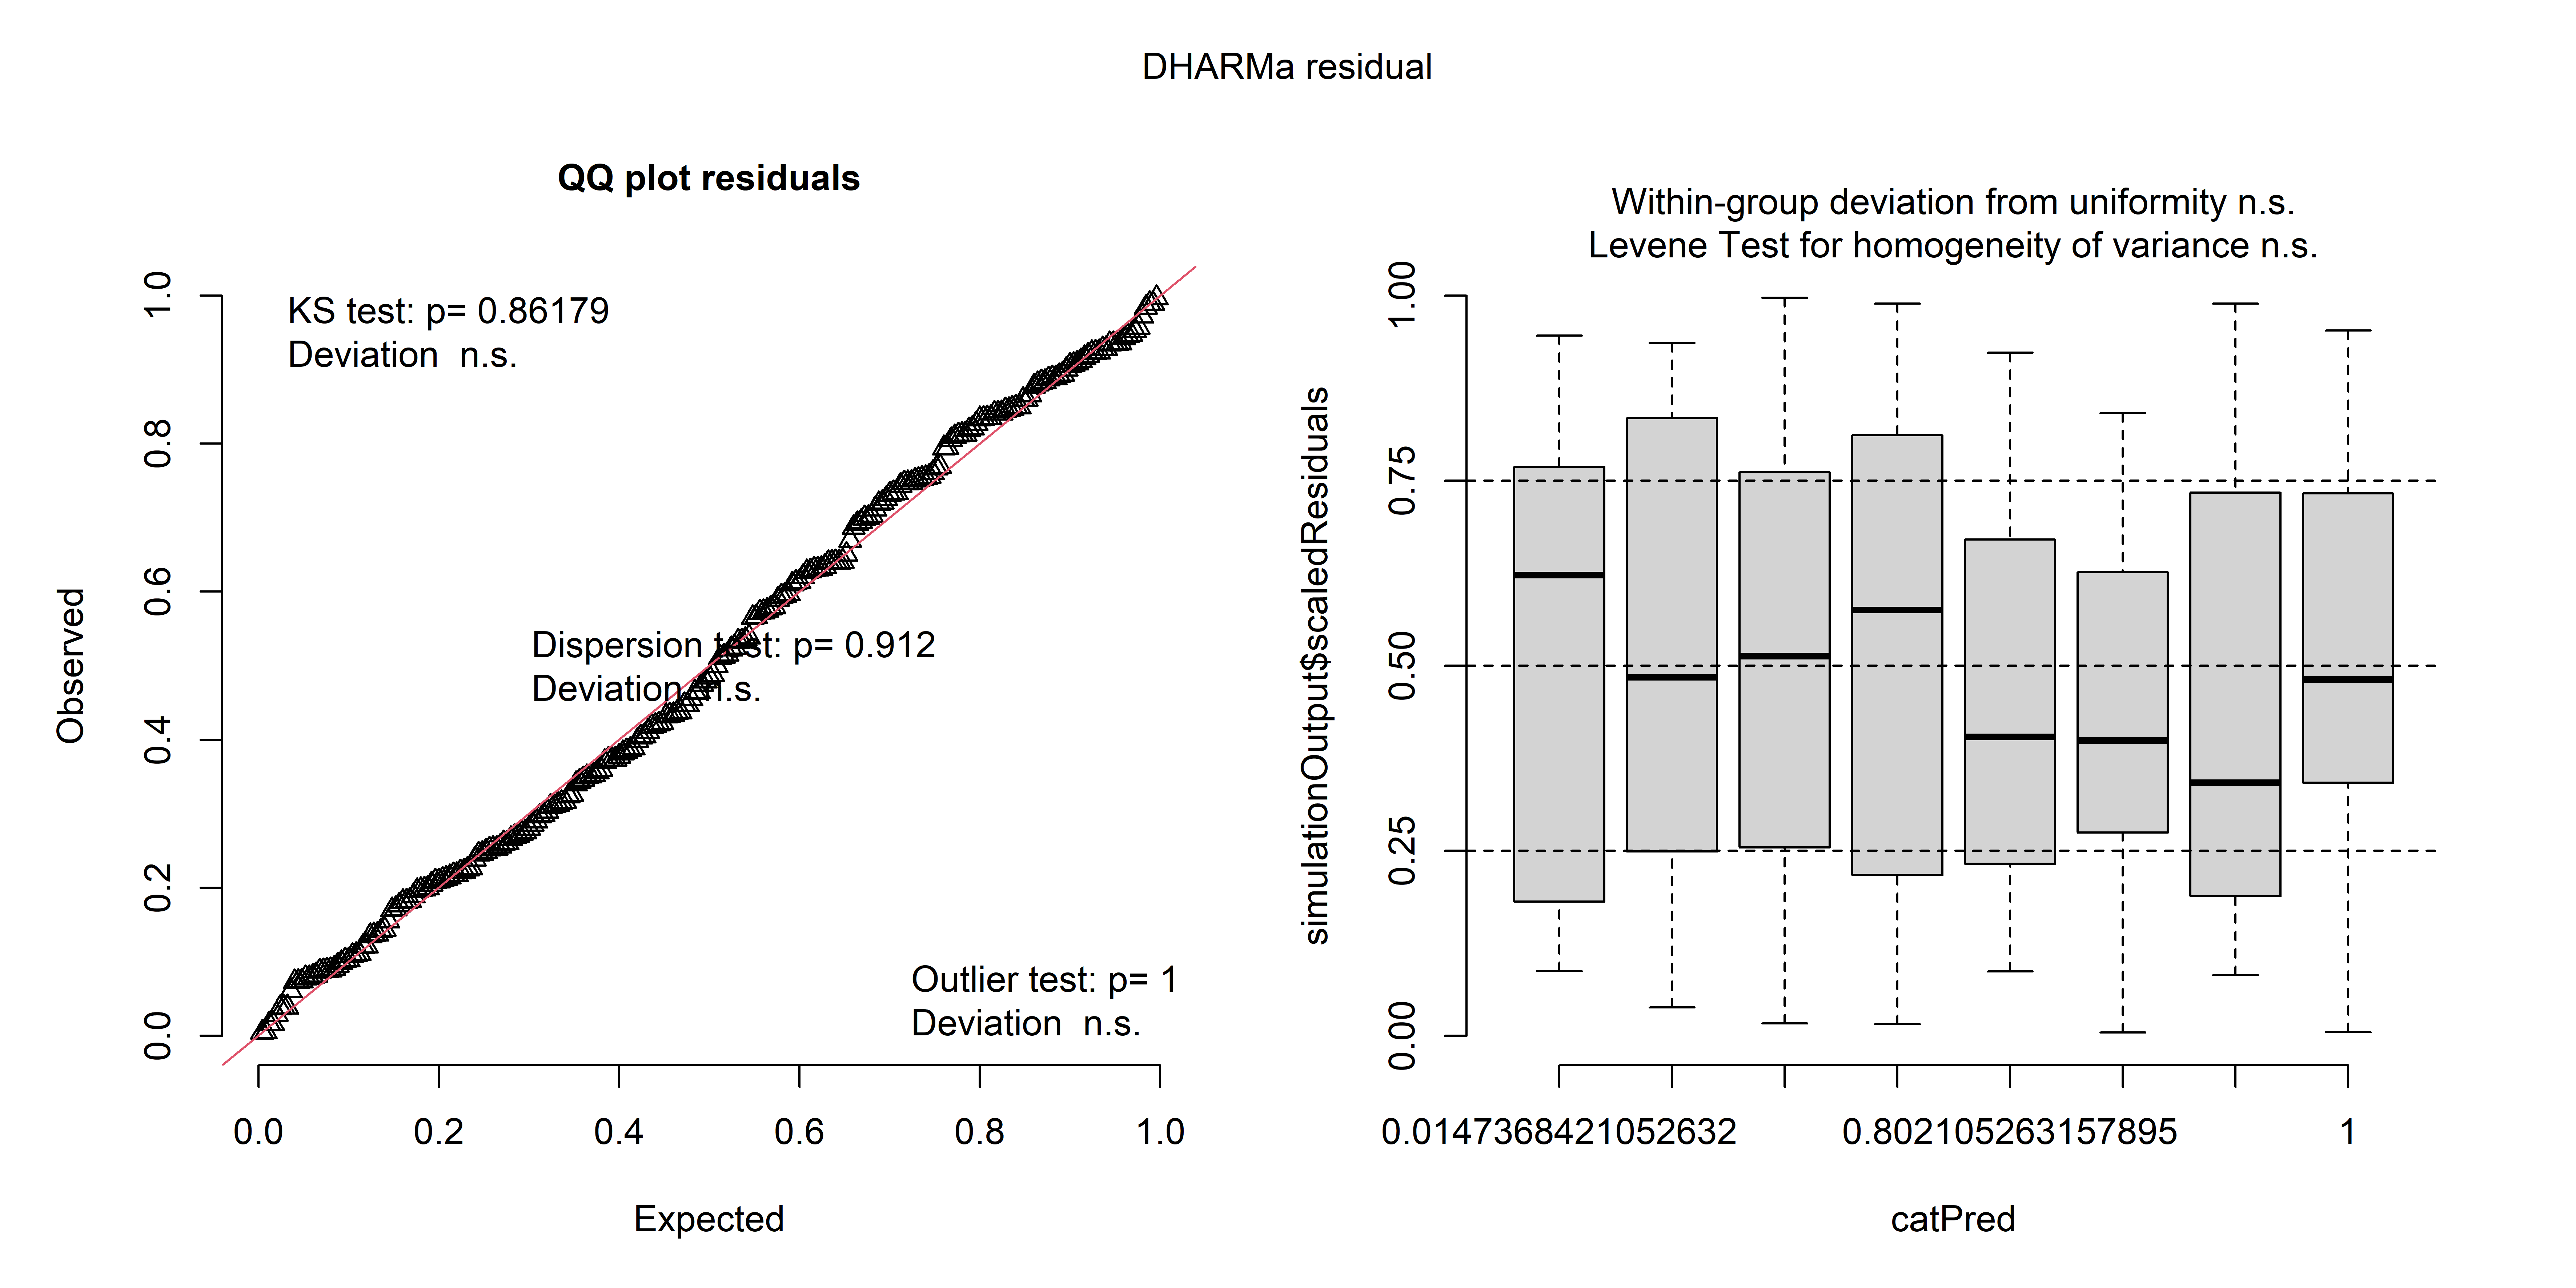 DHARMa residual
QQ plot residuals
KS test: p= 0.86179
Deviation  n.s.
Dispersion test: p= 0.912
Deviation  n.s.
Outlier test: p= 1
Deviation  n.s.
Observed
1.0
0.8
0.6
0.4
0.2
0.0
0.0 0.2 0.4 0.6 0.8 1.0
Expected
Within-group deviation from uniformity n.s.
Levene Test for homogeneity of variance n.s.
simulationOutput$scaledResiduals
1.00
0.75
0.50
0.25
0.00
0.0147368421052632 0.802105263157895 1
catPred